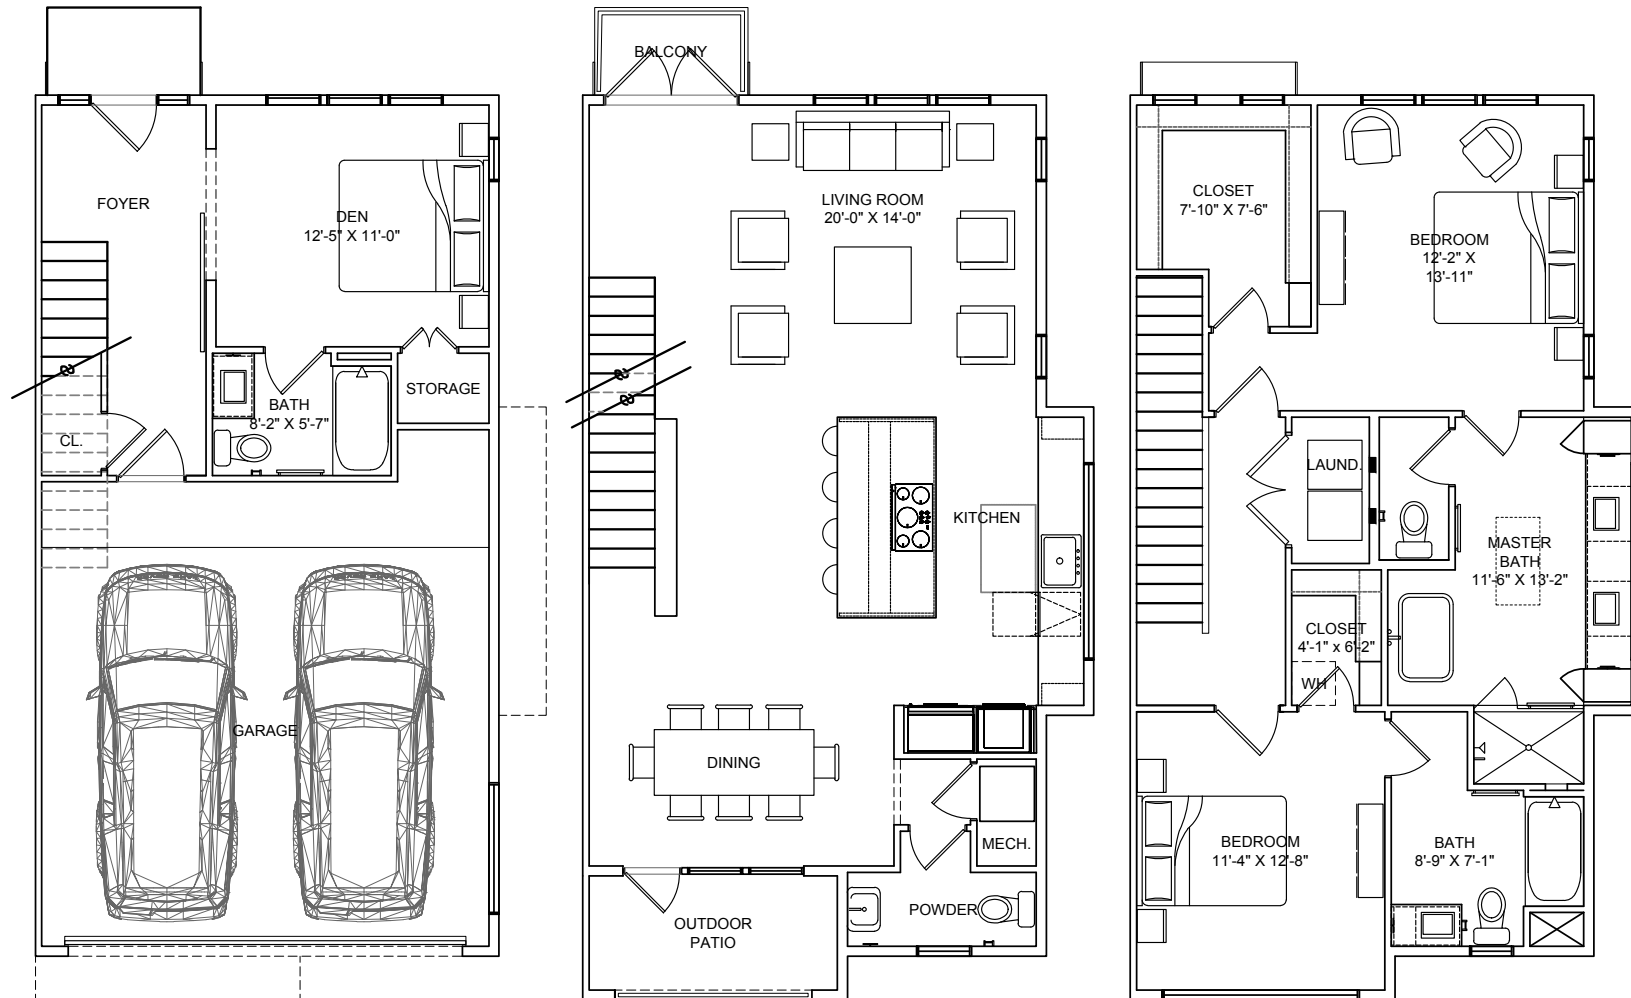 FOYER
DEN
12'-5" X 11'-0"
BATH
8'-2" X 5'-7"
STORAGE
CL.
GARAGE
BALCONY
LIVING ROOM
20'-0" X 14'-0"
KITCHEN
DINING
MECH.
POWDER
OUTDOOR
PATIO
CLOSET
7'-10" X 7'-6"
BEDROOM
12'-2" X
13'-11"
LAUND.
MASTER
BATH
11'-6" X 13'-2"
CLOSET
4'-1" x 6'-2"
WH
BEDROOM
11'-4" X 12'-8"
BATH
8'-9" X 7'-1"